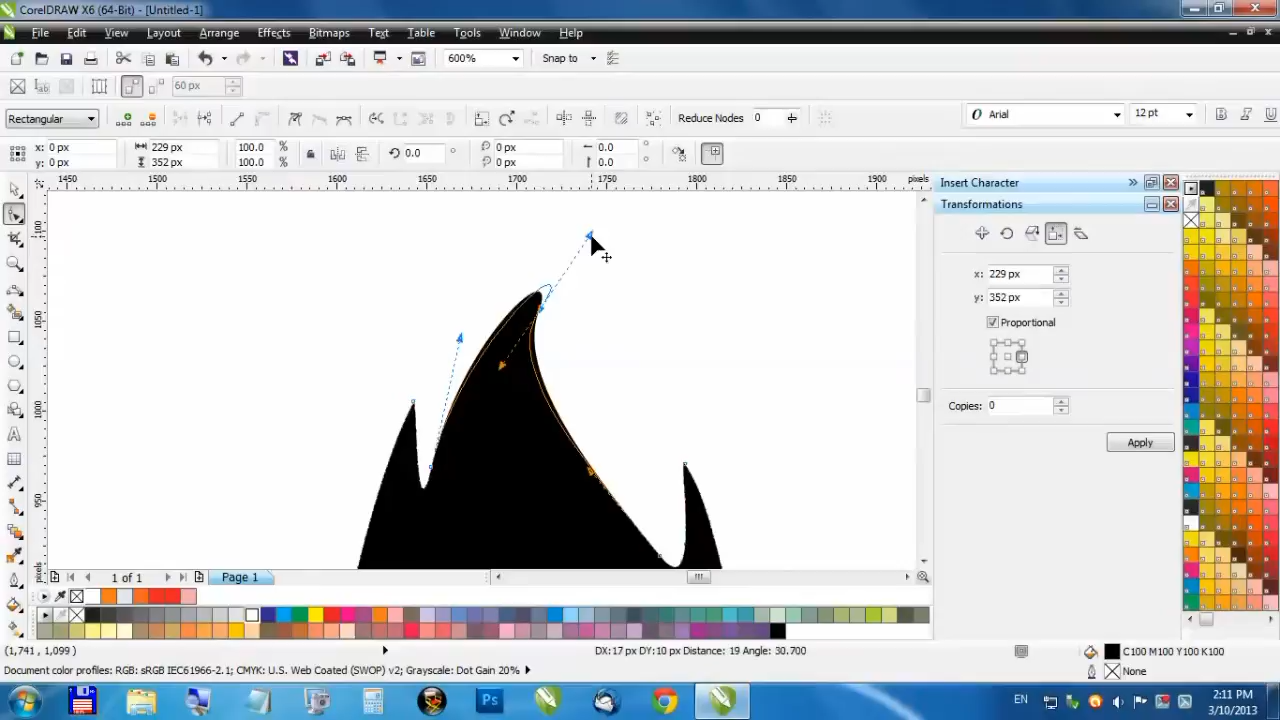 CorelDRAW X6 (64-Bit) - [Untitled-1]
File Edit View Layout Arrange Effects Bitmaps Text Table Tools Window Help
600% Snap to
60 px
Rectangular Reduce Nodes 0 O Arial 12 pt B I U
x: 0 px 229 px 100.0 % 0.0 ° 0 px 0.0
y: 0 px 352 px 100.0 % 0 px 0.0
1450 1500 1550 1600 1650 1700 1750 1800 1850 1900 pixels
1100
1050
1000
950
pixels
Insert Character
Transformations
x: 229 px
y: 352 px
Proportional
Copies: 0
Apply
1 of 1 Page 1
(1,741 , 1,099 ) DX:17 px DY:10 px Distance: 19 Angle: 30.700 C100 M100 Y100 K100
Document color profiles: RGB: sRGB IEC61966-2.1; CMYK: U.S. Web Coated (SWOP) v2; Grayscale: Dot Gain 20% None
Ps EN 2:11 PM
3/10/2013